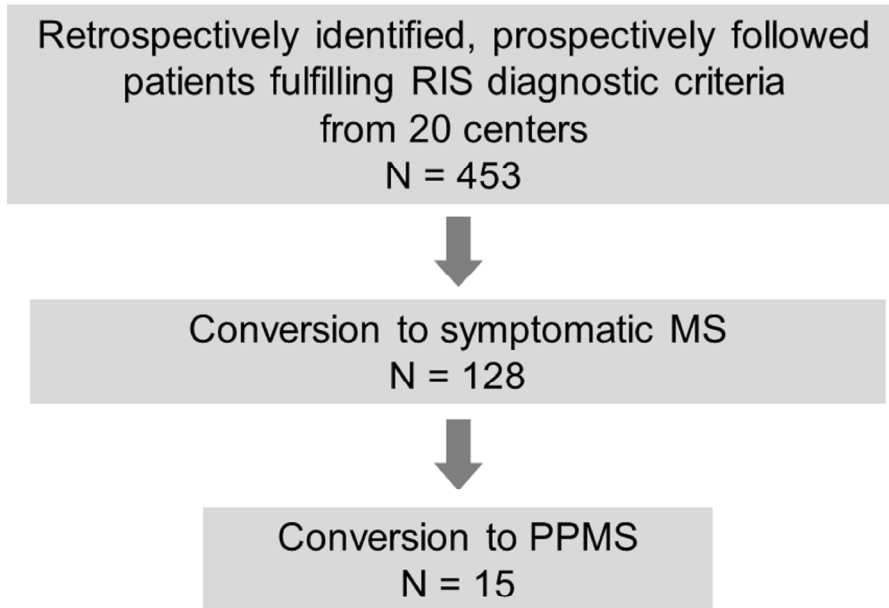 Retrospectively identified, prospectively followed
patients fulfilling RIS diagnostic criteria
from 20 centers
N = 453
Conversion to symptomatic MS
N = 128
Conversion to PPMS
N = 15